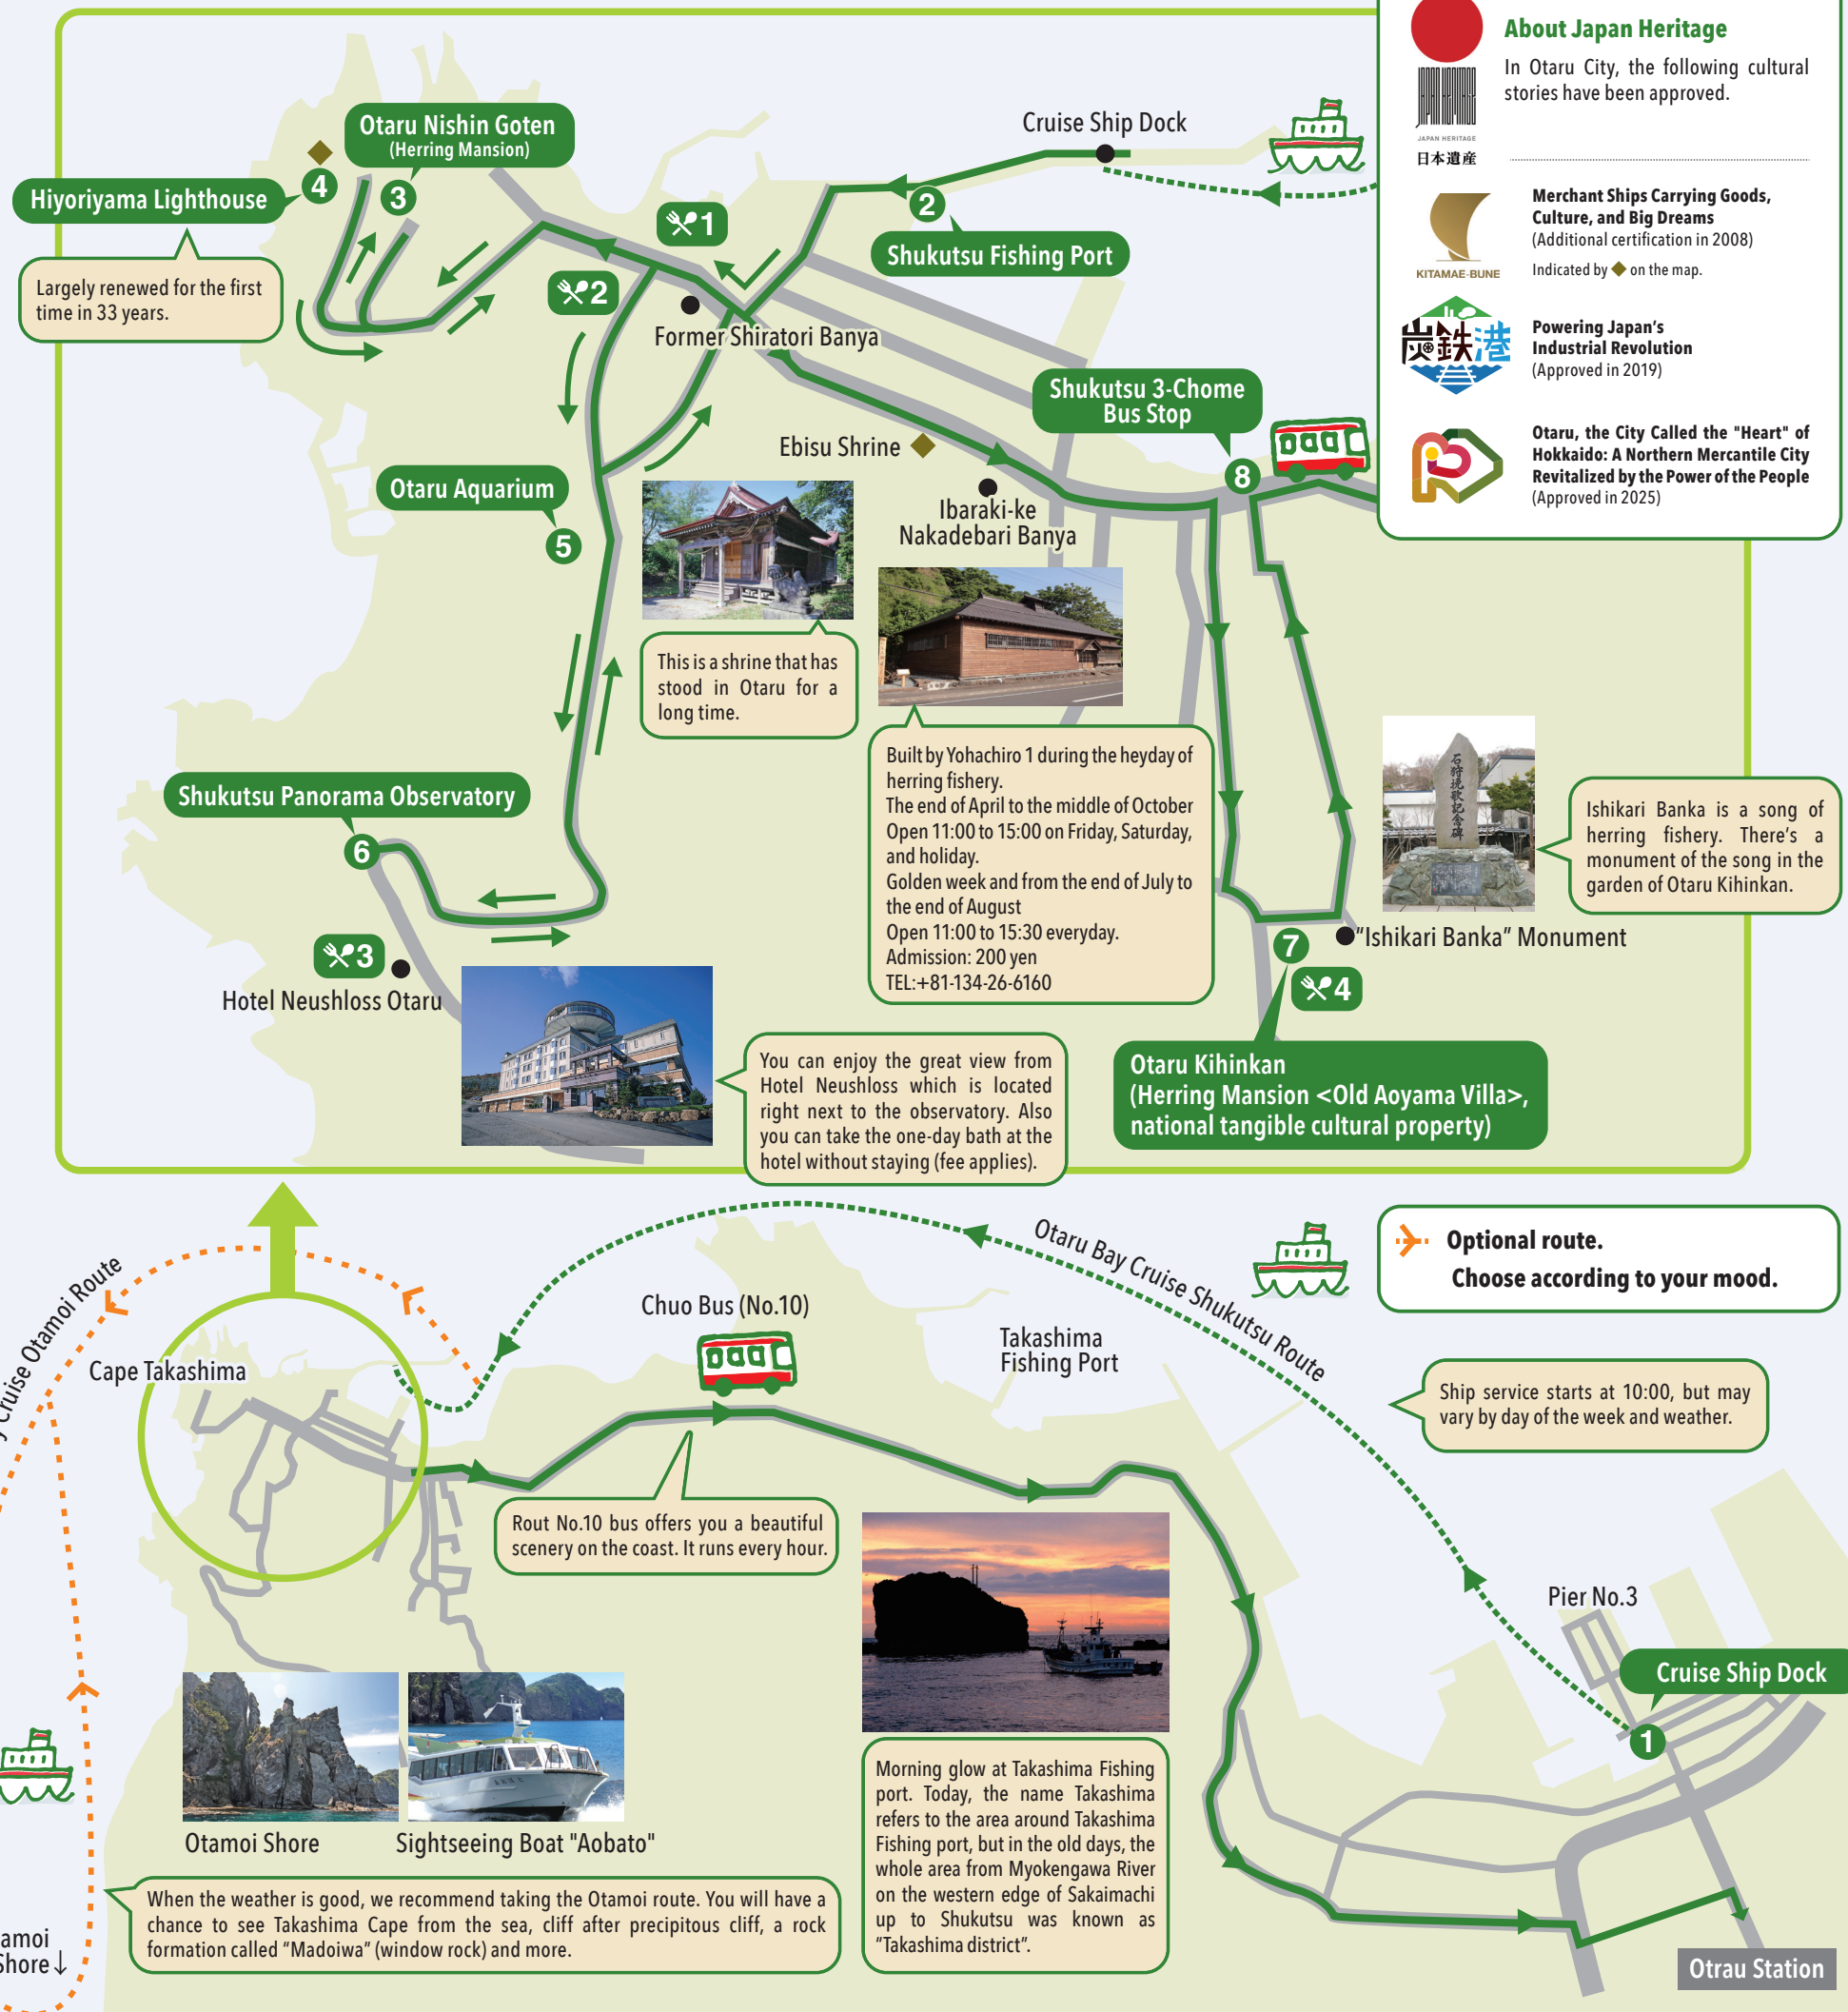 About Japan Heritage
In Otaru City, the following cultural
stories have been approved.
JAPAN HERITAGE
日本遺産
KITAMAE-BUNE
Merchant Ships Carrying Goods,
Culture, and Big Dreams
(Additional certification in 2008)
Indicated by ◆ on the map.
炭鉄港
Powering Japan's
Industrial Revolution
(Approved in 2019)
Otaru, the City Called the "Heart" of
Hokkaido: A Northern Mercantile City
Revitalized by the Power of the People
(Approved in 2025)
Otaru Nishin Goten
(Herring Mansion)
3
4
Hiyoriyama Lighthouse
Largely renewed for the first
time in 33 years.
Cruise Ship Dock
2
Shukutsu Fishing Port
1
2
Former Shiratori Banya
Shukutsu 3-Chome
Bus Stop
8
Ebisu Shrine
Ibaraki-ke
Nakadebari Banya
Otaru Aquarium
5
This is a shrine that has
stood in Otaru for a
long time.
Built by Yohachiro 1 during the heyday of
herring fishery.
The end of April to the middle of October
Open 11:00 to 15:00 on Friday, Saturday,
and holiday.
Golden week and from the end of July to
the end of August
Open 11:00 to 15:30 everyday.
Admission: 200 yen
TEL:+81-134-26-6160
石狩挽歌記念碑
Ishikari Banka is a song of
herring fishery. There's a
monument of the song in the
garden of Otaru Kihinkan.
Shukutsu Panorama Observatory
6
"Ishikari Banka" Monument
7
4
3
Hotel Neushloss Otaru
You can enjoy the great view from
Hotel Neushloss which is located
right next to the observatory. Also
you can take the one-day bath at the
hotel without staying (fee applies).
Otaru Kihinkan
(Herring Mansion <Old Aoyama Villa>,
national tangible cultural property)
Optional route.
Choose according to your mood.
Otaru Bay Cruise Shukutsu Route
Cruise Otamoi Route
Chuo Bus (No.10)
Takashima
Fishing Port
Cape Takashima
Ship service starts at 10:00, but may
vary by day of the week and weather.
Rout No.10 bus offers you a beautiful
scenery on the coast. It runs every hour.
Pier No.3
Cruise Ship Dock
1
Otamoi Shore
Sightseeing Boat "Aobato"
Morning glow at Takashima Fishing
port. Today, the name Takashima
refers to the area around Takashima
Fishing port, but in the old days, the
whole area from Myokengawa River
on the western edge of Sakaimachi
up to Shukutsu was known as
"Takashima district".
When the weather is good, we recommend taking the Otamoi route. You will have a
chance to see Takashima Cape from the sea, cliff after precipitous cliff, a rock
formation called "Madoiwa" (window rock) and more.
amoi
Shore↓
Otrau Station